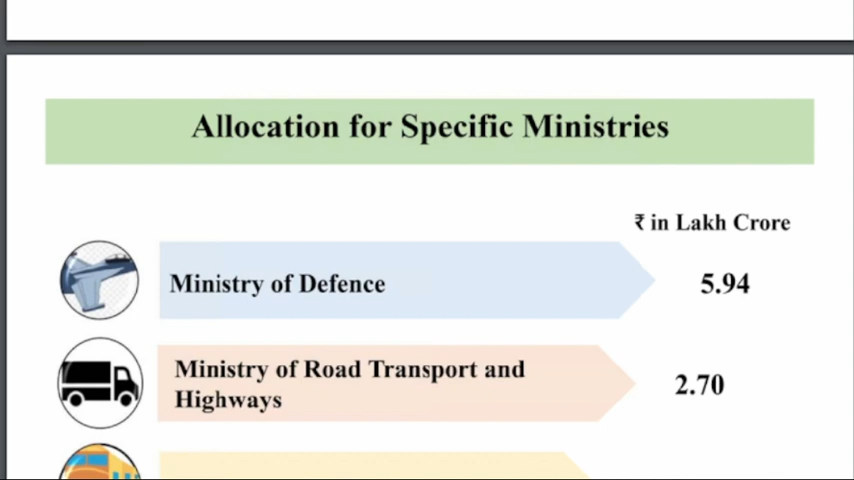 Allocation for Specific Ministries
₹ in Lakh Crore
Ministry of Defence
5.94
Ministry of Road Transport and
Highways
2.70